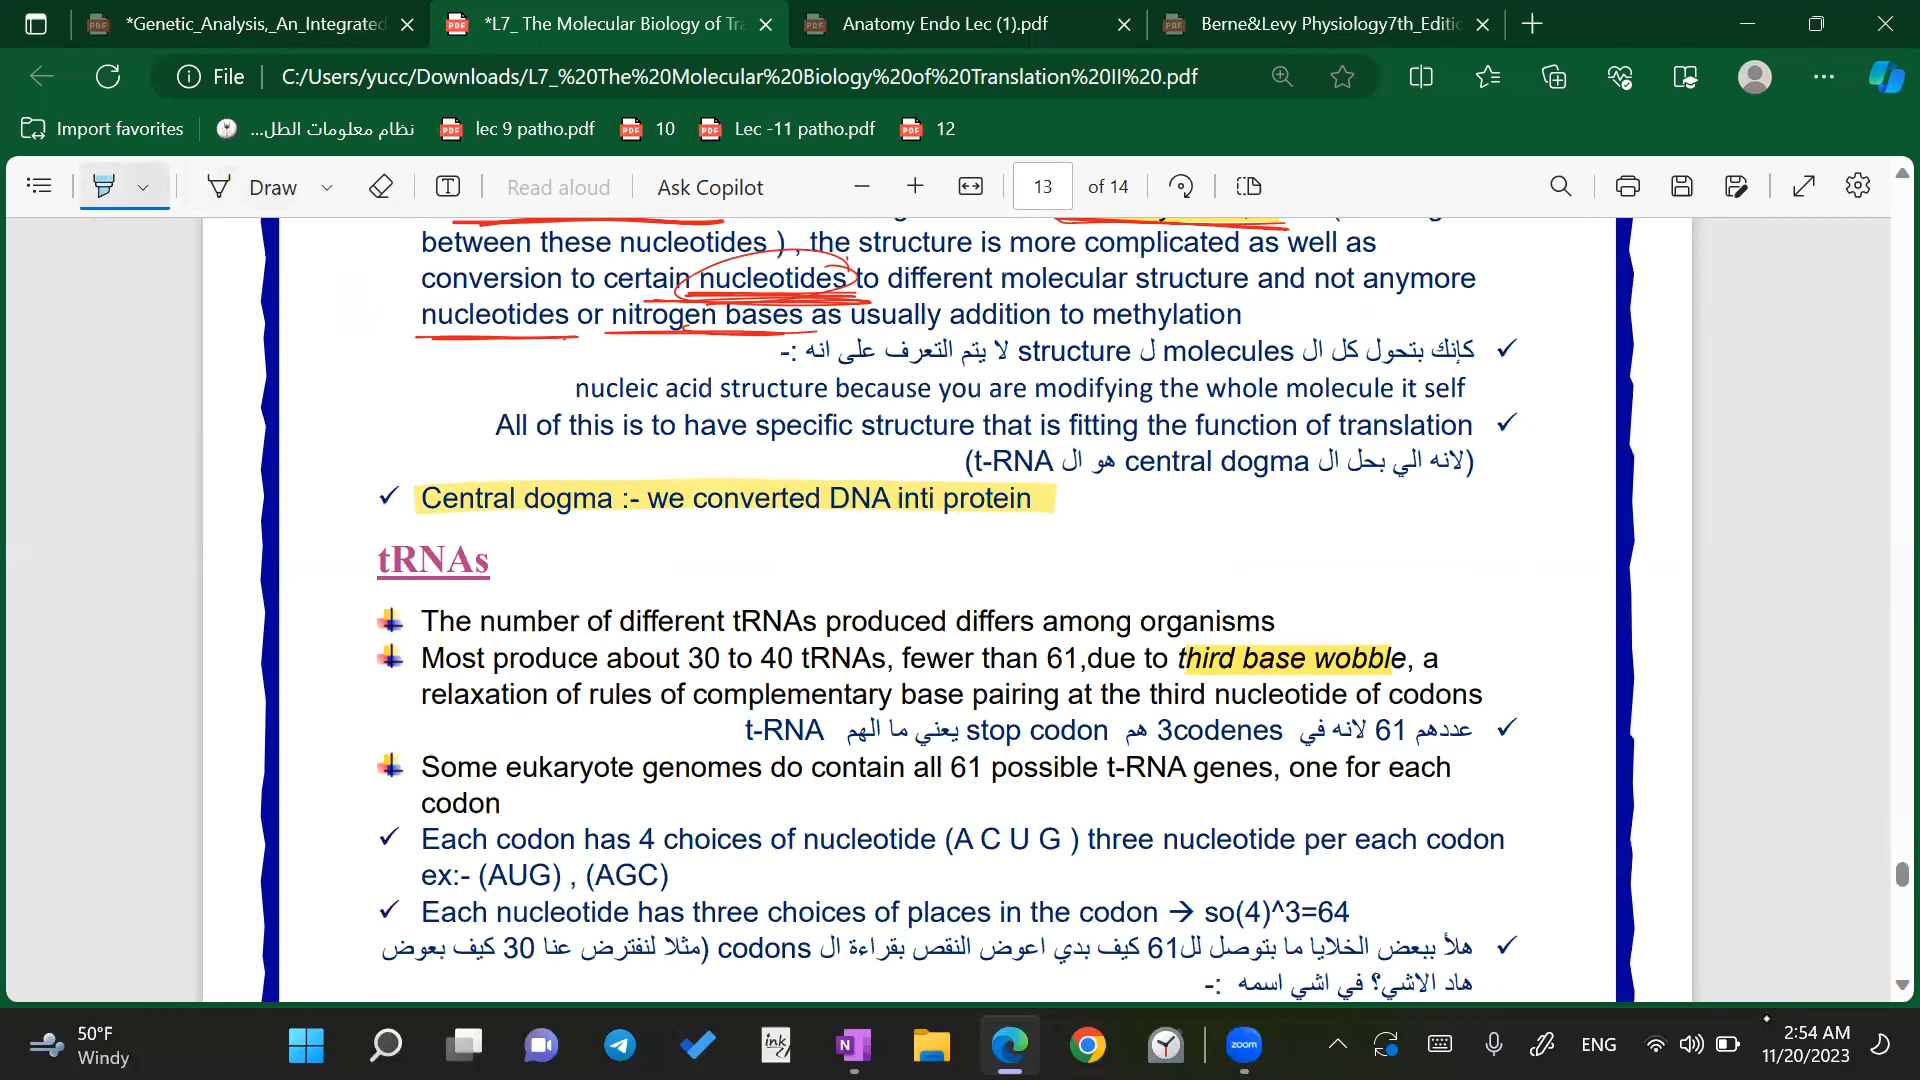 *Genetic_Analysis,_An_Integrated
*L7_ The Molecular Biology of Tra
Anatomy Endo Lec (1).pdf
Berne&Levy Physiology7th_Editic
File
C:/Users/yucc/Downloads/L7_%20The%20Molecular%20Biology%20of%20Translation%20II%20.pdf
Import favorites
نظام معلومات الطل...
lec 9 patho.pdf
10
Lec -11 patho.pdf
12
Draw
Read aloud
Ask Copilot
13
of 14
between these nucleotides ) , the structure is more complicated as well as
conversion to certain nucleotides to different molecular structure and not anymore
nucleotides or nitrogen bases as usually addition to methylation
كإنك بتحول كل ال molecules ل structure لا يتم التعرف على انه :-
nucleic acid structure because you are modifying the whole molecule it self
All of this is to have specific structure that is fitting the function of translation
(لانه الي بحل ال central dogma هو ال t-RNA)
Central dogma :- we converted DNA inti protein
tRNAs
The number of different tRNAs produced differs among organisms
Most produce about 30 to 40 tRNAs, fewer than 61,due to third base wobble, a
relaxation of rules of complementary base pairing at the third nucleotide of codons
عددهم 61 لانه في 3codenes هم stop codon يعني ما الهم t-RNA
Some eukaryote genomes do contain all 61 possible t-RNA genes, one for each
codon
Each codon has 4 choices of nucleotide (A C U G ) three nucleotide per each codon
ex:- (AUG) , (AGC)
Each nucleotide has three choices of places in the codon → so(4)^3=64
هلأ ببعض الخلايا ما بتوصل لل61 كيف بدي اعوض النقص بقراءة ال codons (مثلا لنفترض عنا 30 كيف بعوض
هاد الاشي؟ في اشي اسمه :-
50°F
Windy
ink
N
zoom
ENG
2:54 AM
11/20/2023